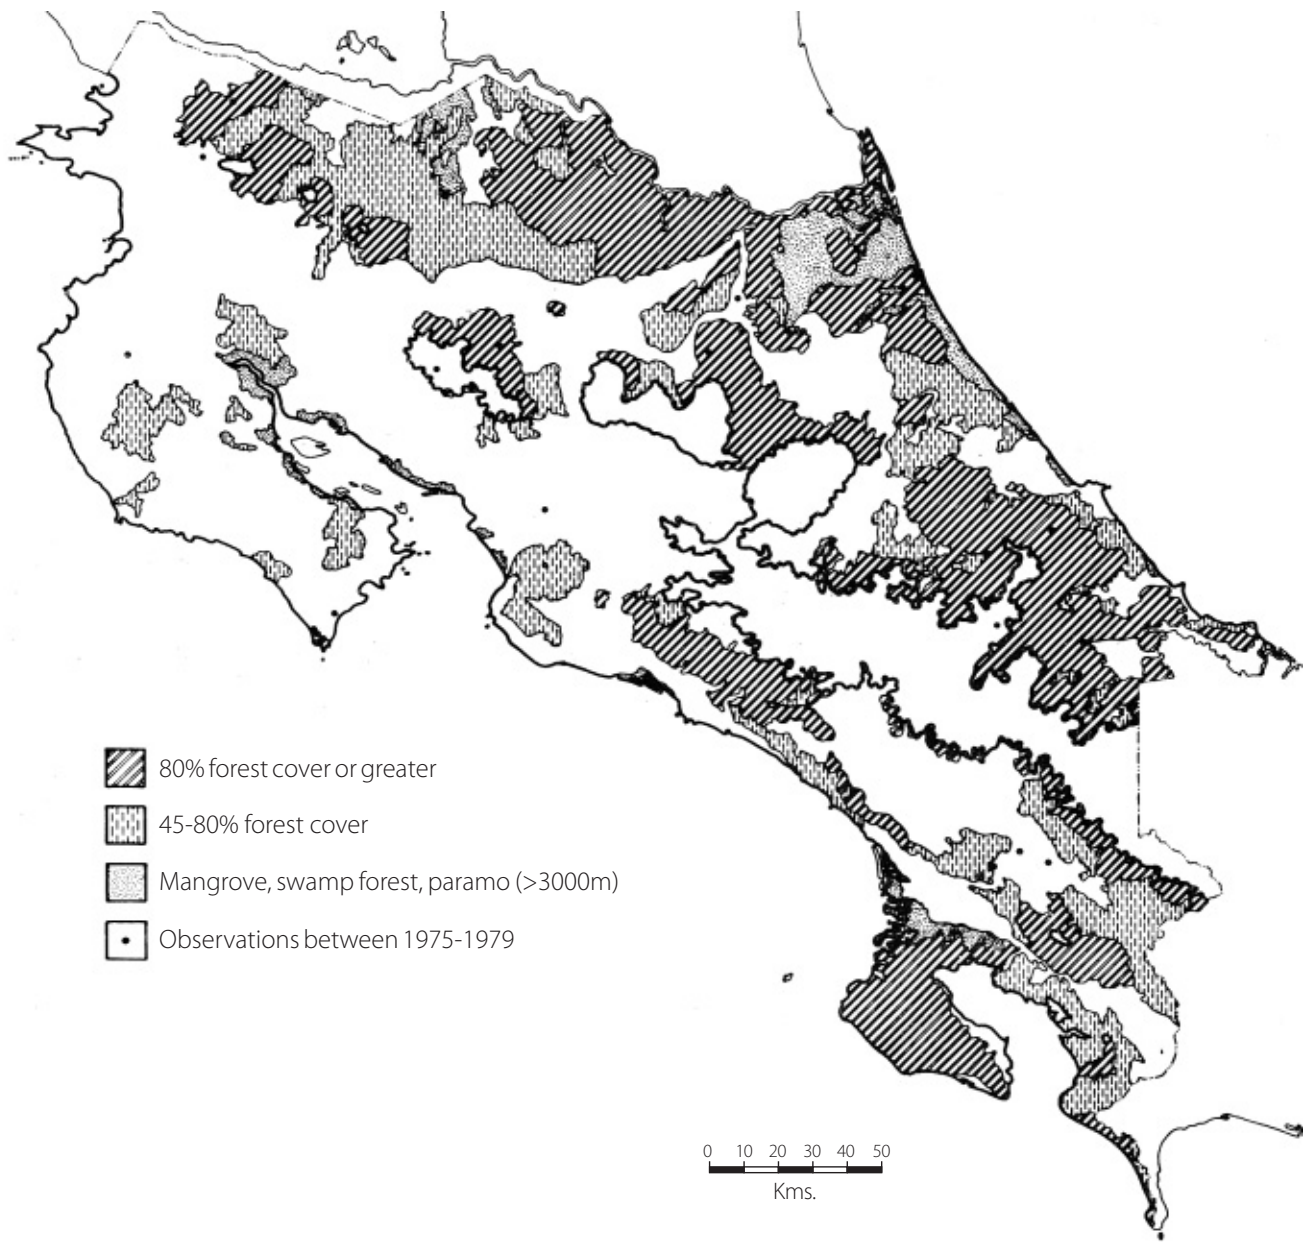 80% forest cover or greater
45-80% forest cover
Mangrove, swamp forest, paramo (>3000m)
Observations between 1975-1979
0 10 20 30 40 50
Kms.